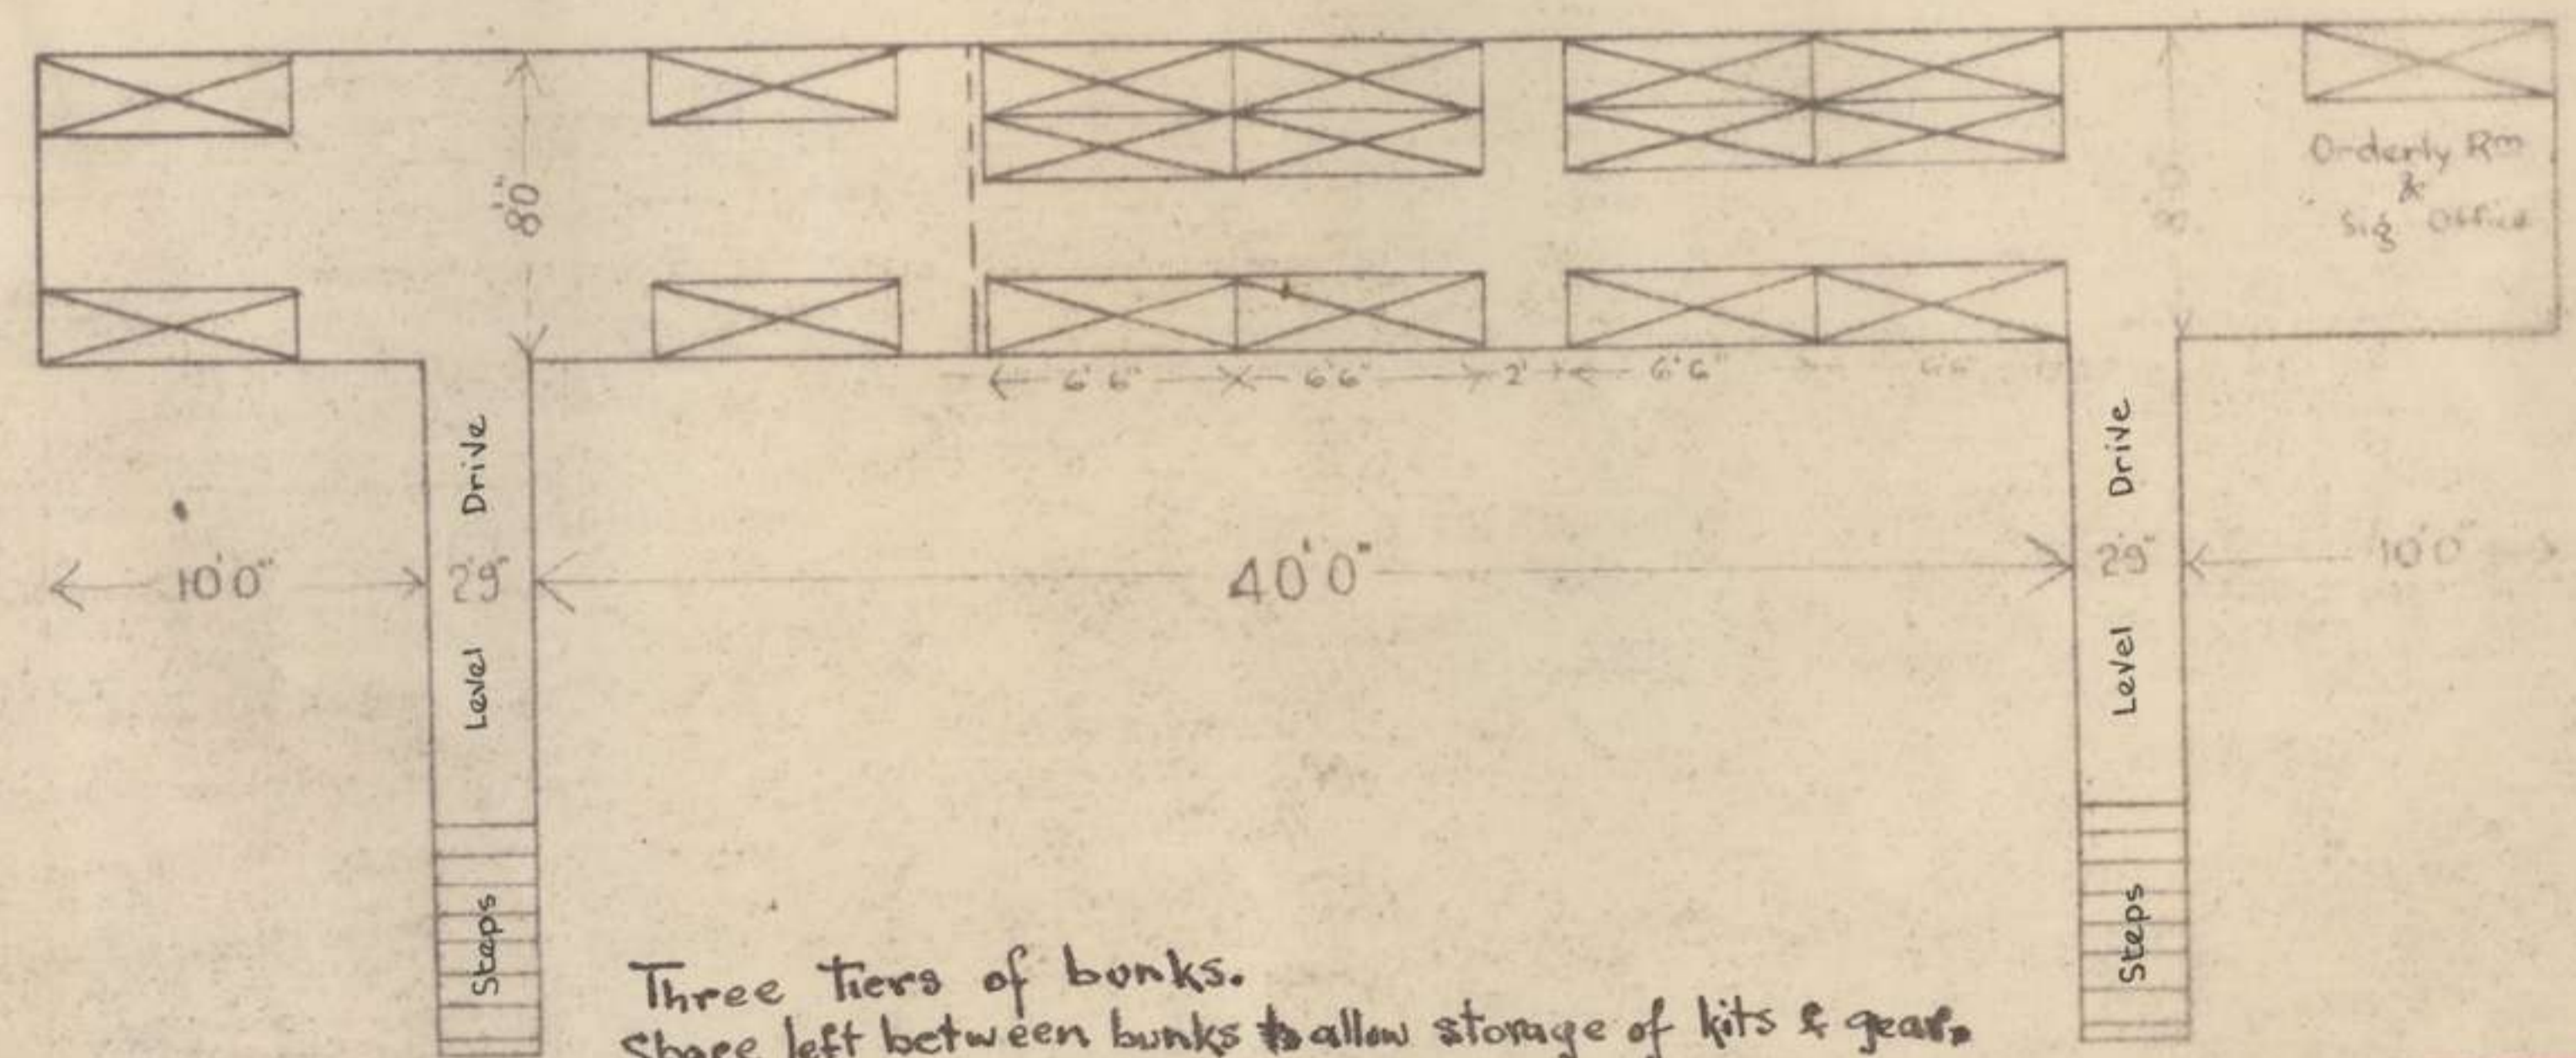 8'0"
8'0"
Orderly Rm
&
Sig Office
6'6"
6'6"
2'
6'6"
6'6"
Level Drive
Level Drive
10'0"
2'9"
40'0"
2'9"
10'0"
Steps
Steps
Three tiers of bunks.
Space left between bunks to allow storage of kits & gear.